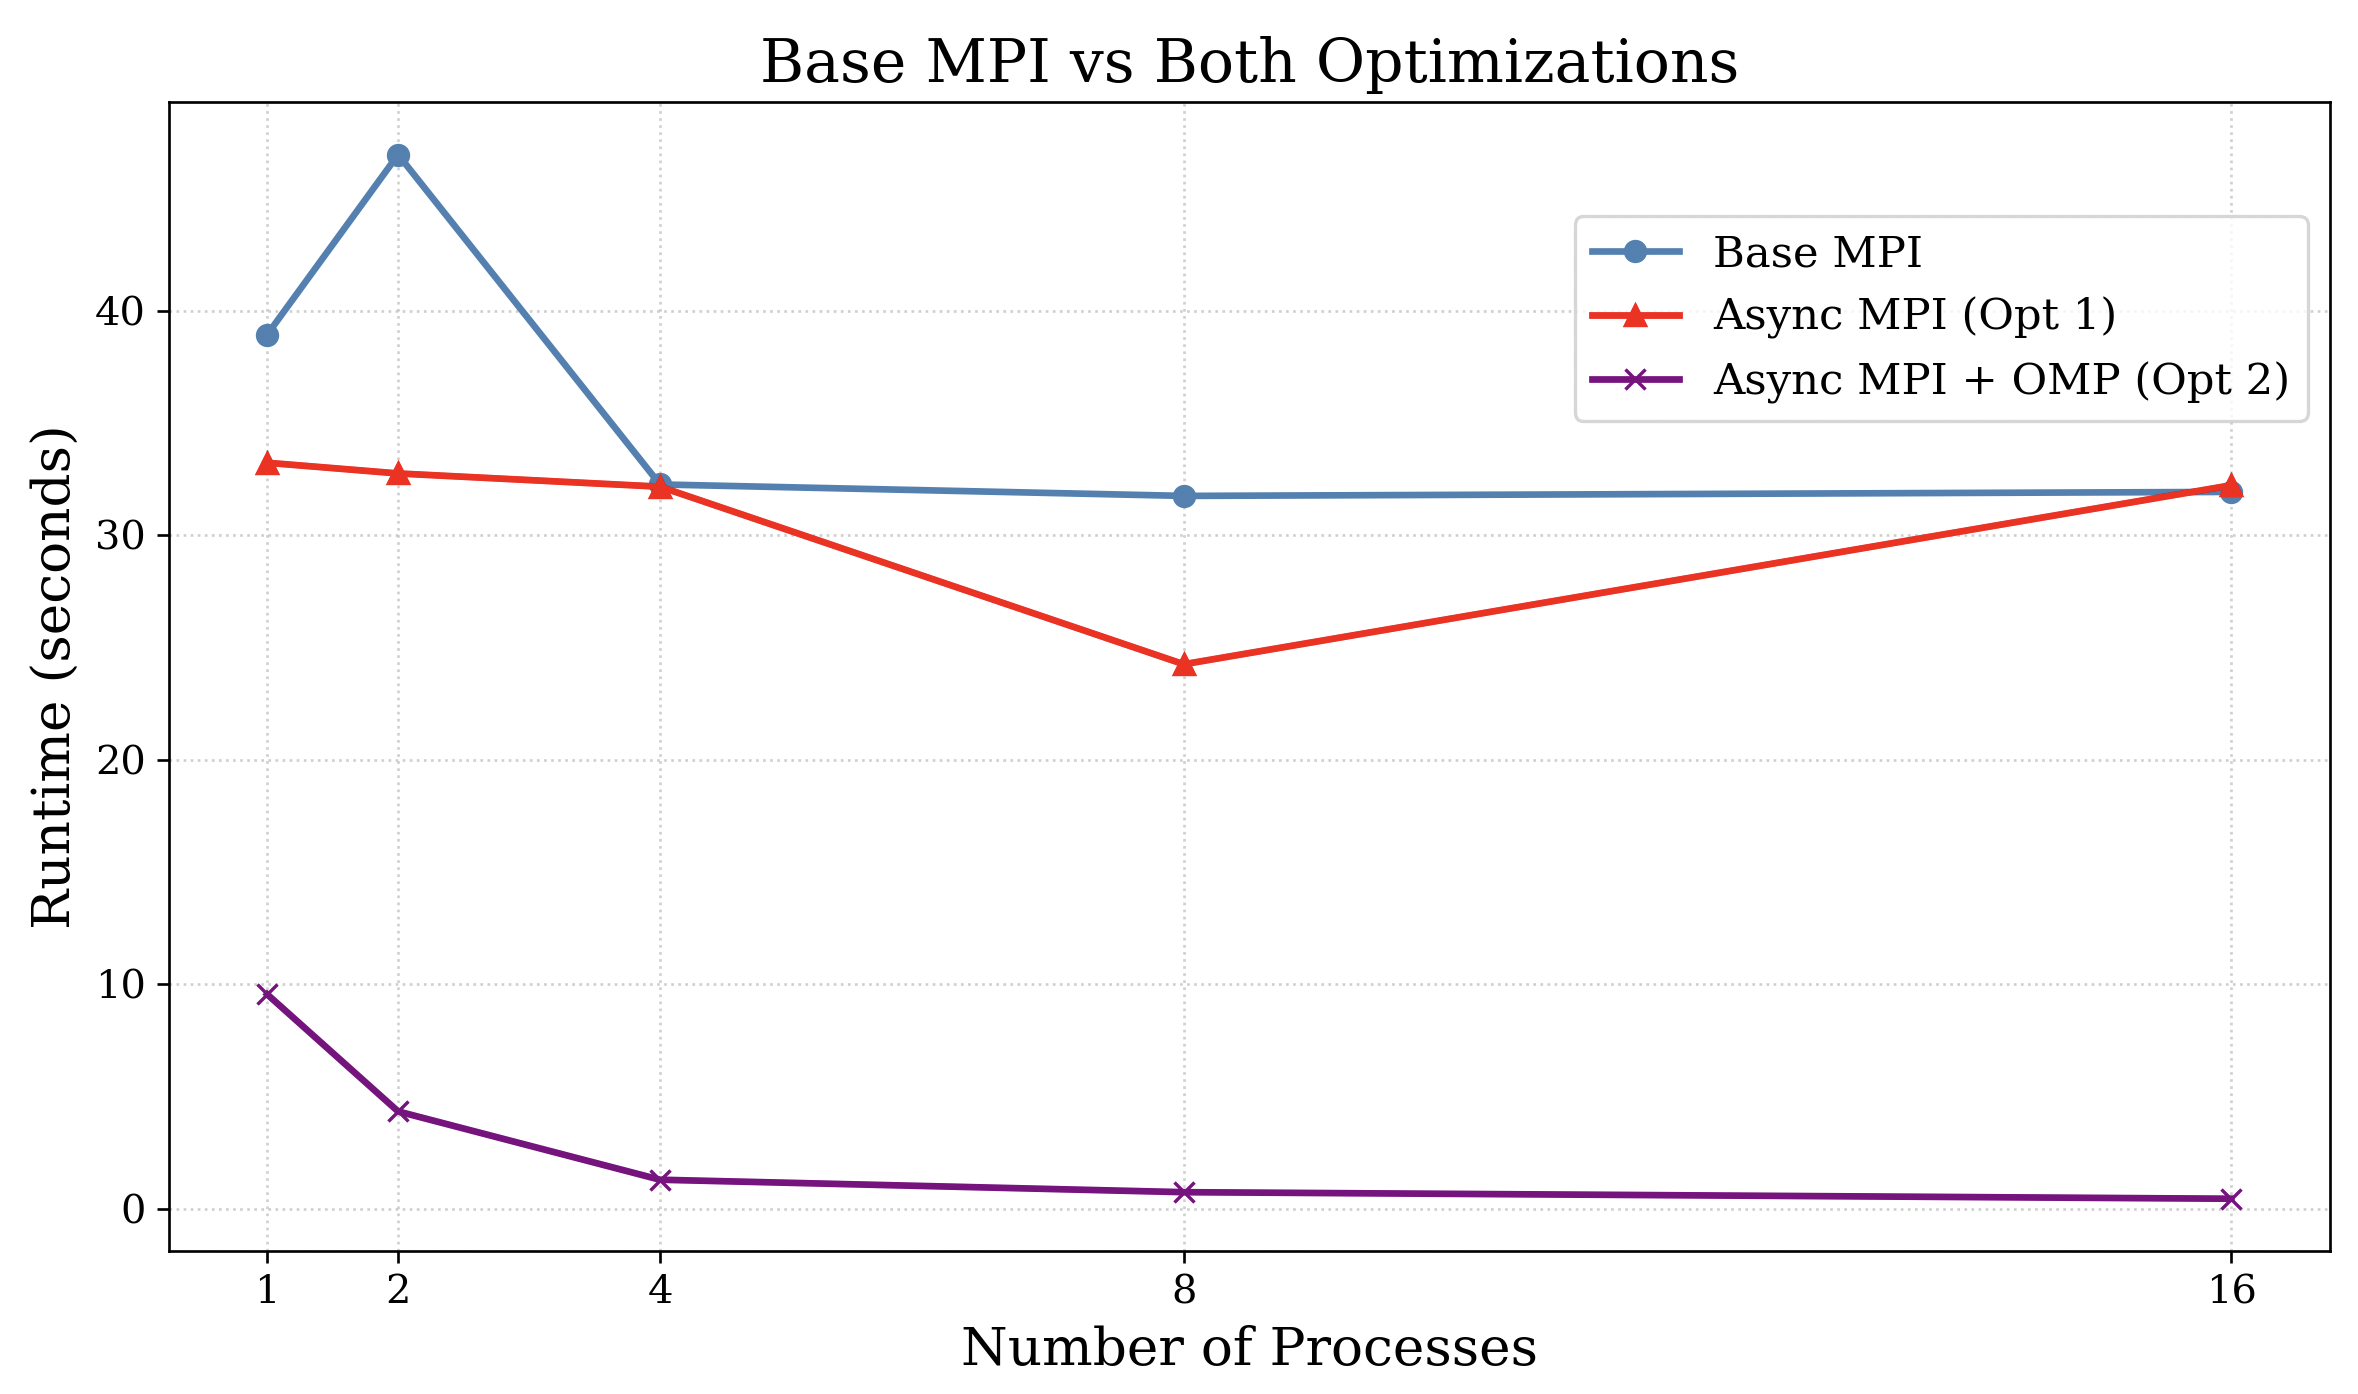 Base MPI vs Both Optimizations
Base MPI
Async MPI (Opt 1)
Async MPI + OMP (Opt 2)
Runtime (seconds)
40
30
20
10
0
1 2 4 8 16
Number of Processes